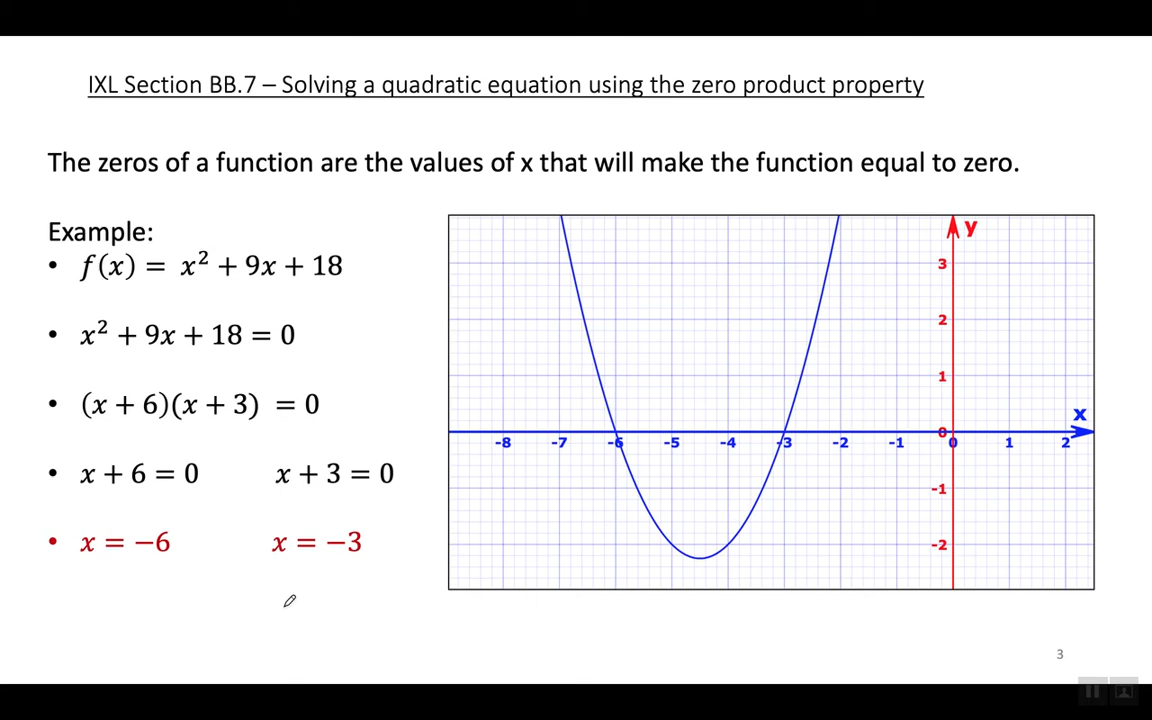 IXL Section BB.7 – Solving a quadratic equation using the zero product property
The zeros of a function are the values of x that will make the function equal to zero.
Example:
• f(x) = x² + 9x + 18
• x² + 9x + 18 = 0
• (x + 6)(x + 3) = 0
• x + 6 = 0 x + 3 = 0
• x = −6 x = −3
y
3
2
1
x
0
-8 -7 -6 -5 -4 -3 -2 -1 0 1 2
-1
-2
3